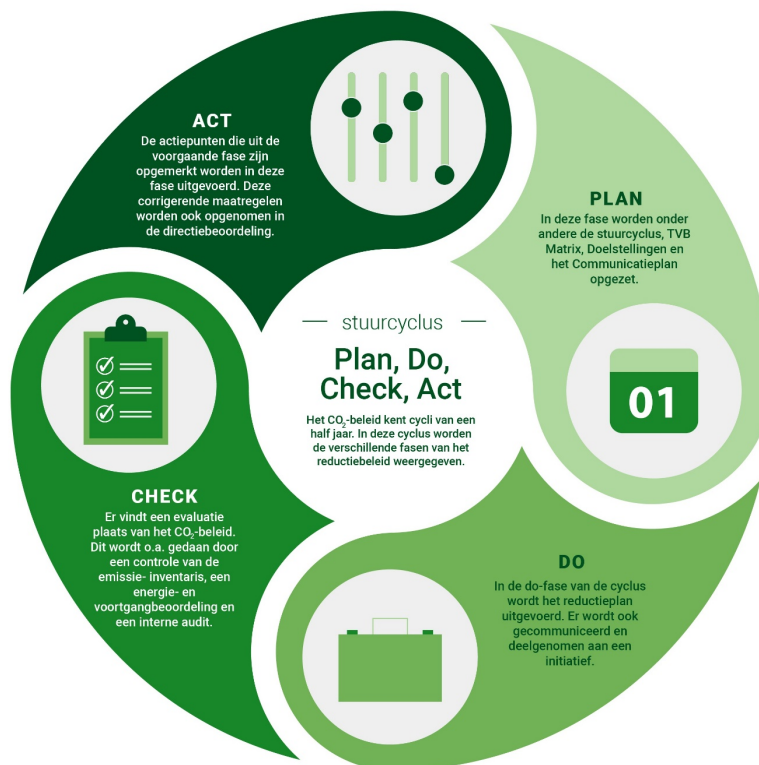 stuurcyclus
Plan, Do,
Check, Act
Het CO₂-beleid kent cycli van een
half jaar. In deze cyclus worden
de verschillende fasen van het
reductiebeleid weergegeven.
PLAN
In deze fase worden onder
andere de stuurcyclus, TVB
Matrix, Doelstellingen en
het Communicatieplan
opgezet.
01
DO
In de do-fase van de cyclus
wordt het reductieplan
uitgevoerd. Er wordt ook
gecommuniceerd en
deelgenomen aan een
initiatief.
CHECK
Er vindt een evaluatie
plaats van het CO₂-beleid.
Dit wordt o.a. gedaan door
een controle van de
emissie- inventaris, een
energie- en
voortgangbeoordeling en
een interne audit.
ACT
De actiepunten die uit de
voorgaande fase zijn
opgemerkt worden in deze
fase uitgevoerd. Deze
corrigerende maatregelen
worden ook opgenomen in
de directiebeoordeling.